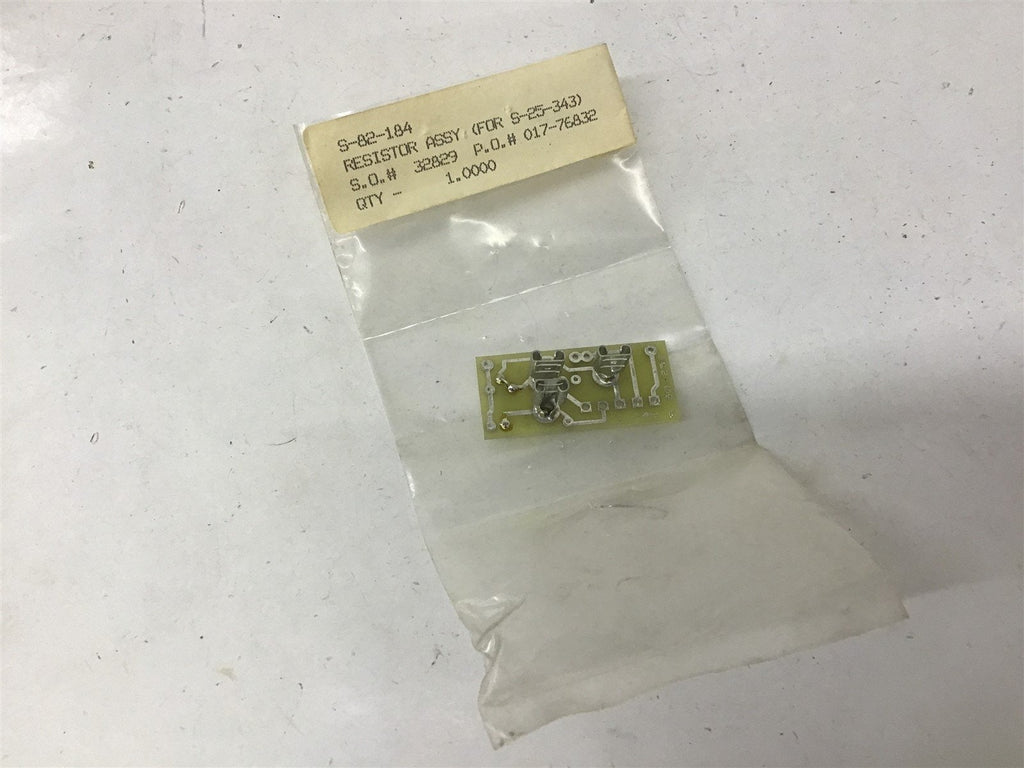 S-82-184
RESISTOR ASSY (FOR S-25-343)
S.O.# 32829 P.O.# 017-76832
QTY - 1.0000